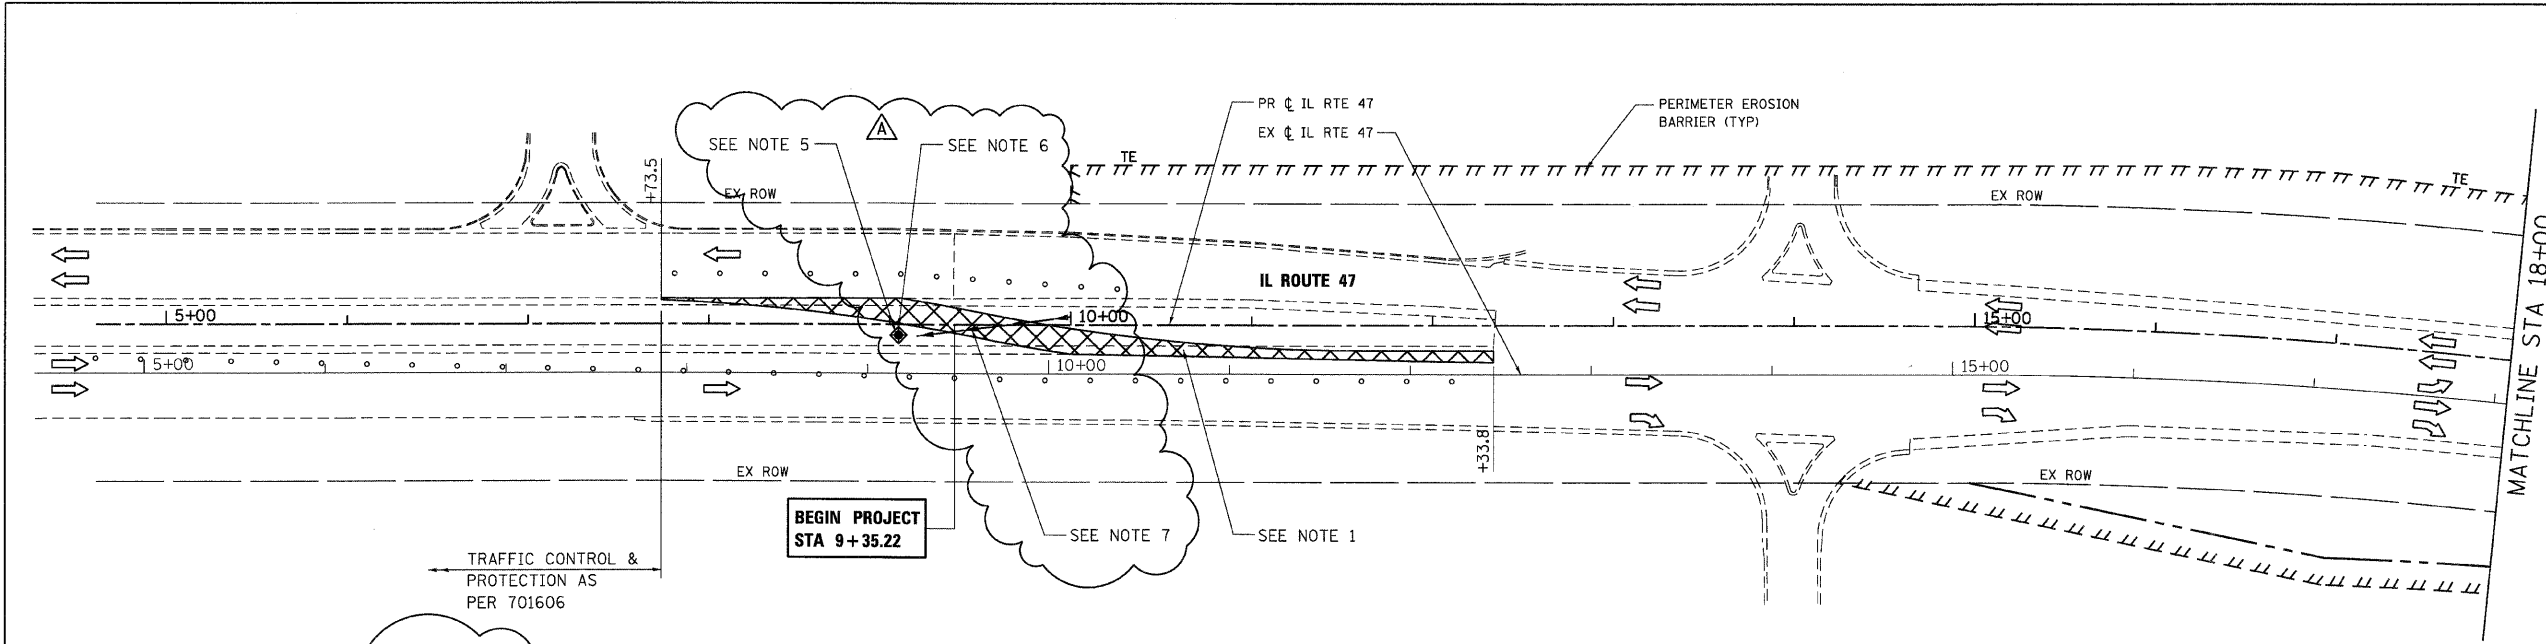 PR ℄ IL RTE 47
EX ℄ IL RTE 47
PERIMETER EROSION
BARRIER (TYP)
A
SEE NOTE 5
SEE NOTE 6
TE
TE
+73.5
EX ROW
EX ROW
IL ROUTE 47
5+00
10+00
15+00
5+00
10+00
15+00
MATCHLINE STA 18+00
+33.8
EX ROW
EX ROW
BEGIN PROJECT
STA 9+35.22
SEE NOTE 7
SEE NOTE 1
TRAFFIC CONTROL &
PROTECTION AS
PER 701606